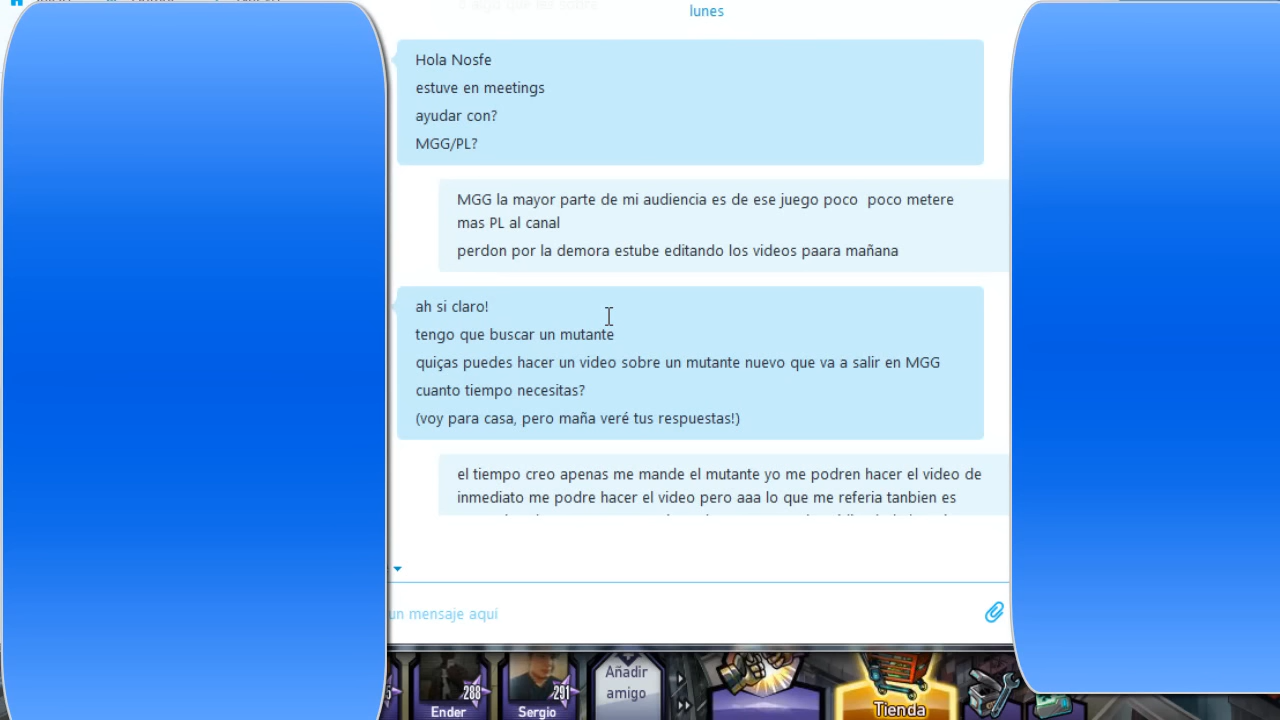 lunes
Hola Nosfe
estuve en meetings
ayudar con?
MGG/PL?
MGG la mayor parte de mi audiencia es de ese juego poco  poco metere
mas PL al canal
perdon por la demora estube editando los videos paara mañana
ah si claro!
tengo que buscar un mutante
quiças puedes hacer un video sobre un mutante nuevo que va a salir en MGG
cuanto tiempo necesitas?
(voy para casa, pero maña veré tus respuestas!)
el tiempo creo apenas me mande el mutante yo me podren hacer el video de
inmediato me podre hacer el video pero aaa lo que me referia tanbien es
un mensaje aquí
Añadir
amigo
288
291
Ender
Sergio
Tienda